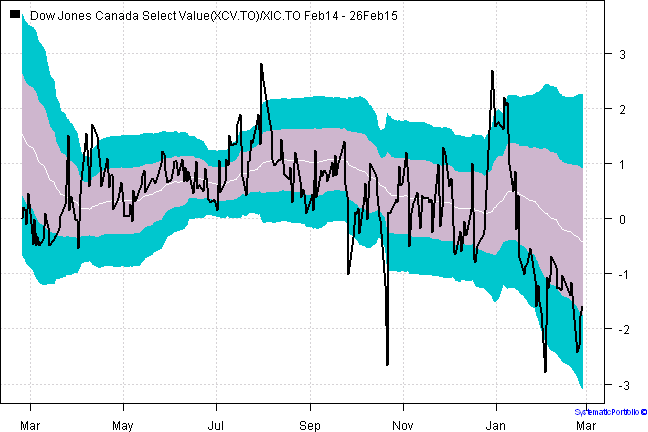 Dow Jones Canada Select Value(XCV.TO)/XIC.TO Feb14 - 26Feb15
3
2
1
0
-1
-2
-3
Mar May Jul Sep Nov Jan Mar
SystematicPortfolio ©